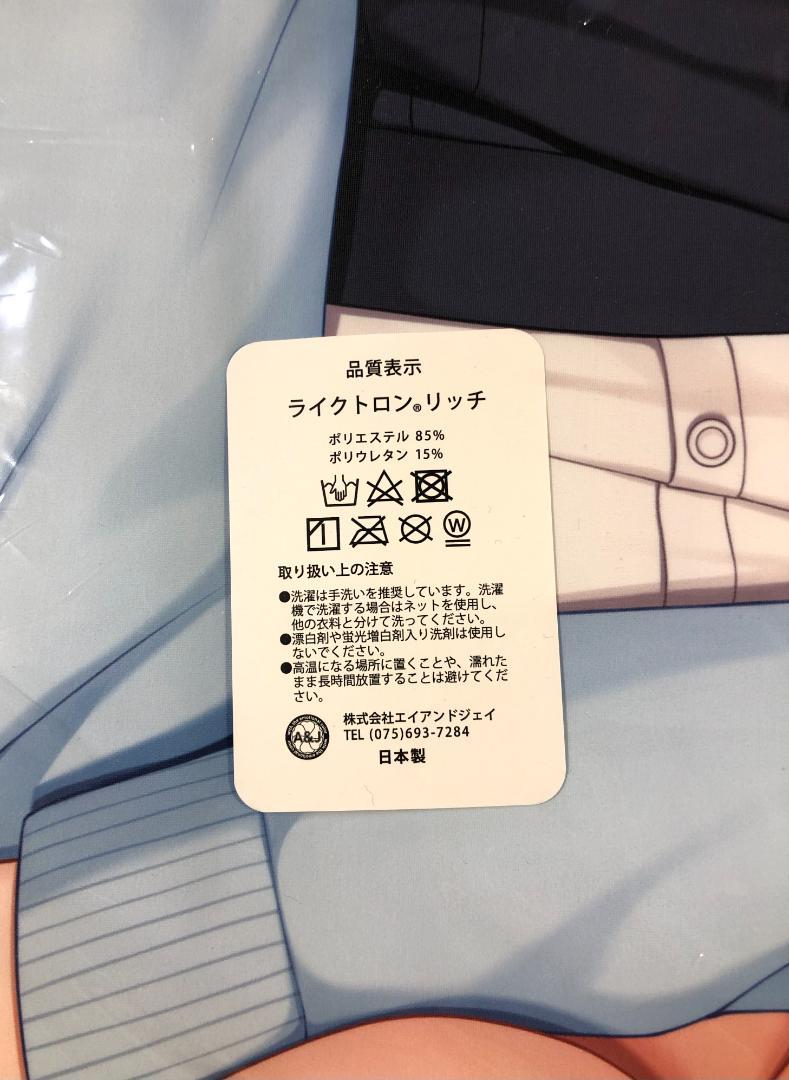 品質表示
ライクトロン®リッチ
ポリエステル 85%
ポリウレタン 15%
W
取り扱い上の注意
●洗濯は手洗いを推奨しています。洗濯
機で洗濯する場合はネットを使用し、
他の衣料と分けて洗ってください。
●漂白剤や蛍光増白剤入り洗剤は使用し
ないでください。
●高温になる場所に置くことや、濡れた
まま長時間放置することは避けてくだ
さい。
A&J
株式会社エイアンドジェイ
TEL (075)693-7284
日本製